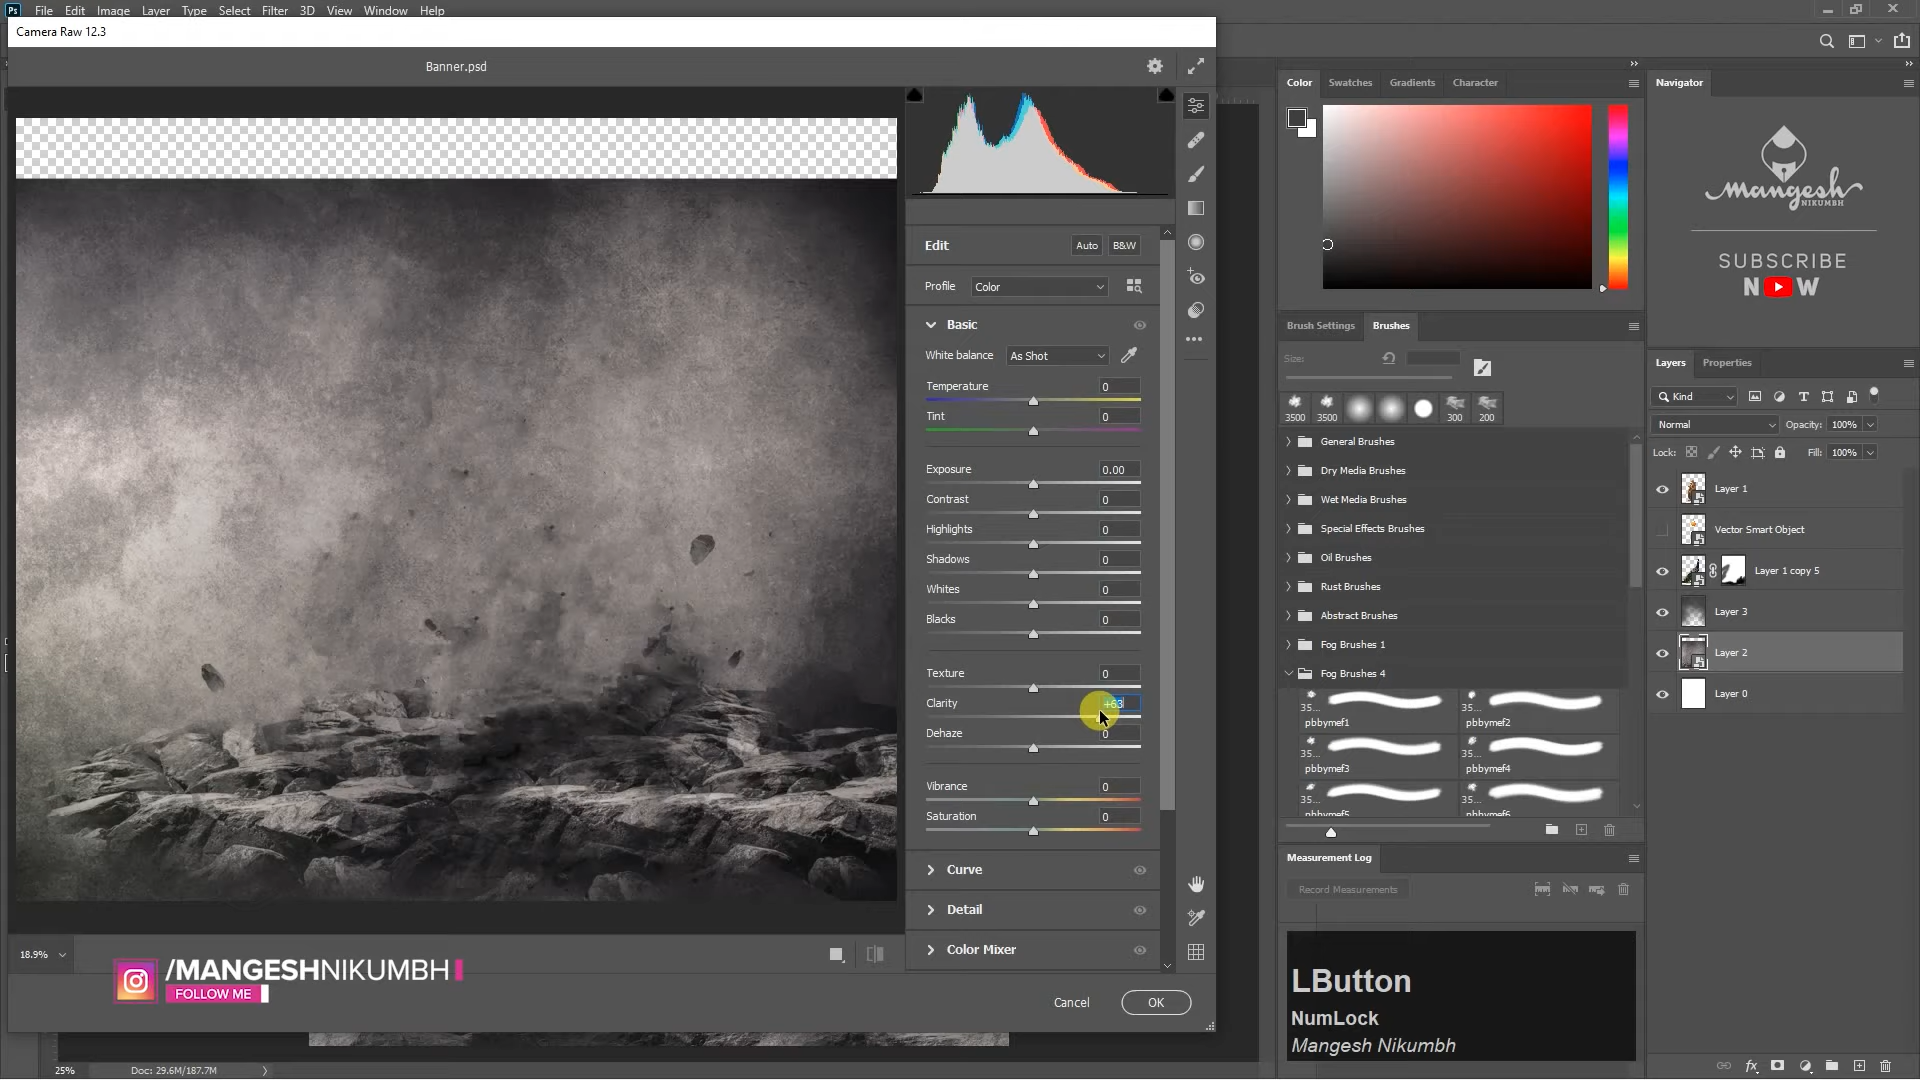 Ps File Edit Image Layer Type Select Filter 3D View Window Help
Camera Raw 12.3
Banner.psd
Edit Auto B&W
Profile Color
Basic
White balance As Shot
Temperature 0
Tint 0
Exposure 0.00
Contrast 0
Highlights 0
Shadows 0
Whites 0
Blacks 0
Texture 0
Clarity +63
Dehaze 0
Vibrance 0
Saturation 0
Curve
Detail
Color Mixer
18.9%
/MANGESHNIKUMBH
FOLLOW ME
Cancel OK
25% Doc: 29.6M/187.7M
Color Swatches Gradients Character
Brush Settings Brushes
Size:
3500 3500 300 200
General Brushes
Dry Media Brushes
Wet Media Brushes
Special Effects Brushes
Oil Brushes
Rust Brushes
Abstract Brushes
Fog Brushes 1
Fog Brushes 4
35... 35...
pbbymef1 pbbymef2
35... 35...
pbbymef3 pbbymef4
35... 35...
pbbymef5 pbbymef6
Measurement Log
Record Measurements
LButton
NumLock
Mangesh Nikumbh
Navigator
Mangesh
NIKUMBH
SUBSCRIBE
NOW
Layers Properties
Kind
Normal Opacity: 100%
Lock: Fill: 100%
Layer 1
Vector Smart Object
Layer 1 copy 5
Layer 3
Layer 2
Layer 0
fx